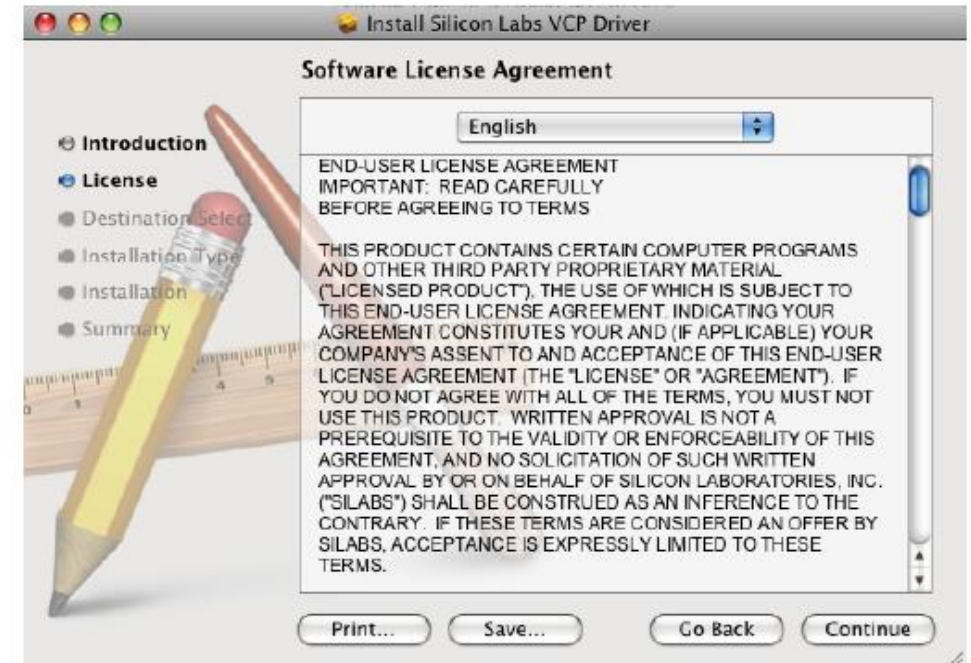 Install Silicon Labs VCP Driver
Software License Agreement
Introduction
License
Destination Select
Installation Type
Installation
Summary
English
END-USER LICENSE AGREEMENT
IMPORTANT: READ CAREFULLY
BEFORE AGREEING TO TERMS
THIS PRODUCT CONTAINS CERTAIN COMPUTER PROGRAMS
AND OTHER THIRD PARTY PROPRIETARY MATERIAL
("LICENSED PRODUCT"), THE USE OF WHICH IS SUBJECT TO
THIS END-USER LICENSE AGREEMENT. INDICATING YOUR
AGREEMENT CONSTITUTES YOUR AND (IF APPLICABLE) YOUR
COMPANY'S ASSENT TO AND ACCEPTANCE OF THIS END-USER
LICENSE AGREEMENT (THE "LICENSE" OR "AGREEMENT"). IF
YOU DO NOT AGREE WITH ALL OF THE TERMS, YOU MUST NOT
USE THIS PRODUCT. WRITTEN APPROVAL IS NOT A
PREREQUISITE TO THE VALIDITY OR ENFORCEABILITY OF THIS
AGREEMENT, AND NO SOLICITATION OF SUCH WRITTEN
APPROVAL BY OR ON BEHALF OF SILICON LABORATORIES, INC.
("SILABS") SHALL BE CONSTRUED AS AN INFERENCE TO THE
CONTRARY. IF THESE TERMS ARE CONSIDERED AN OFFER BY
SILABS, ACCEPTANCE IS EXPRESSLY LIMITED TO THESE
TERMS.
Print... Save... Go Back Continue